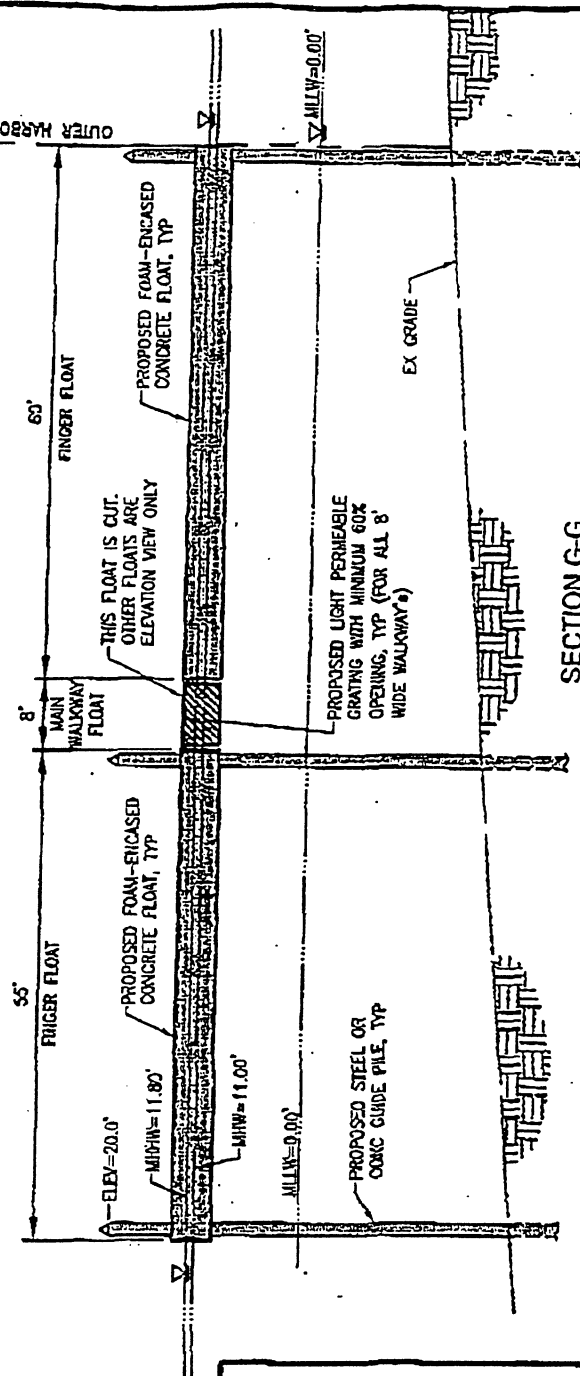 OUTER HARBO
60'
FINGER FLOAT
8'
MAIN
WALKWAY
FLOAT
55'
FINGER FLOAT
MLLW=0.00'
PROPOSED FOAM-ENCASED
CONCRETE FLOAT, TYP
THIS FLOAT IS CUT.
OTHER FLOATS ARE
ELEVATION VIEW ONLY
EX GRADE
PROPOSED LIGHT PERMEABLE
GRATING WITH MINIMUM 60%
OPENING, TYP (FOR ALL 8'
WIDE WALKWAY's)
PROPOSED FOAM-ENCASED
CONCRETE FLOAT, TYP
ELEV=20.0'
MHHW=11.80'
MHW=11.00'
MLLW=0.00'
PROPOSED STEEL OR
CONC GUIDE PILE, TYP
SECTION G-G